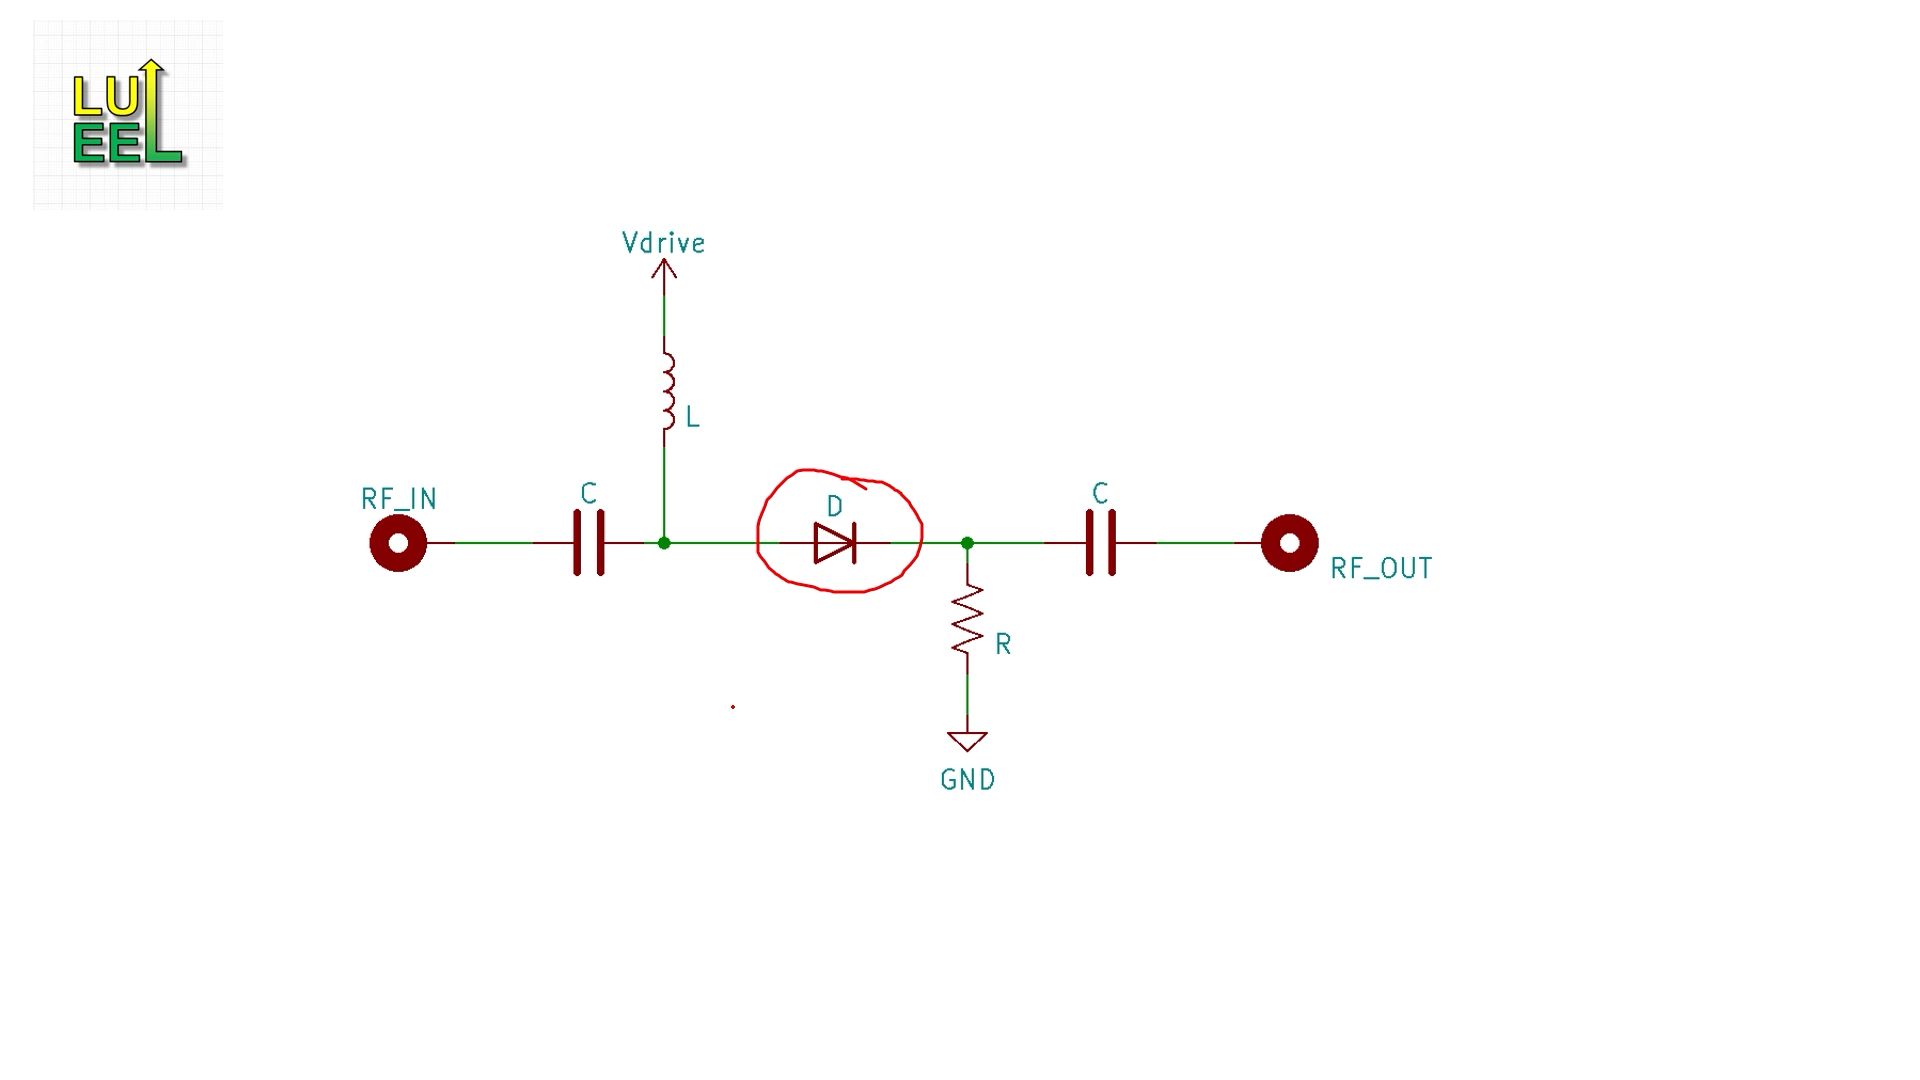 LU
EEL
Vdrive
L
RF_IN
C
D
C
RF_OUT
R
GND